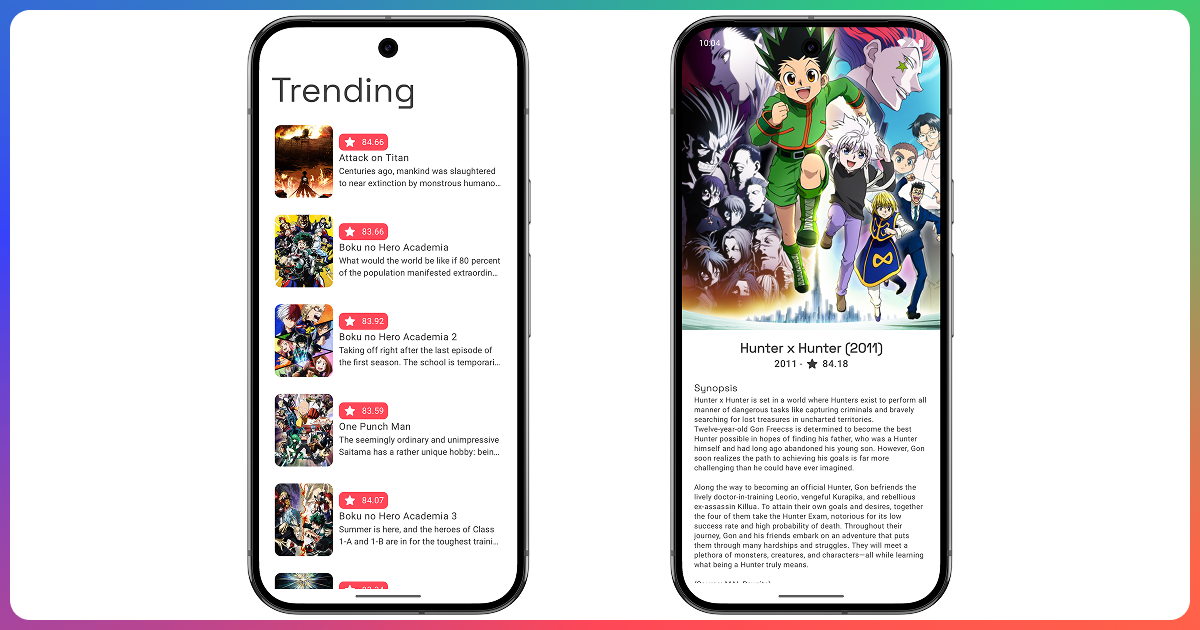 Trending
84.66
Attack on Titan
Centuries ago, mankind was slaughtered
to near extinction by monstrous humano...
83.66
Boku no Hero Academia
What would the world be like if 80 percent
of the population manifested extraordin...
83.92
Boku no Hero Academia 2
Taking off right after the last episode of
the first season. The school is temporari...
83.59
One Punch Man
The seemingly ordinary and unimpressive
Saitama has a rather unique hobby: bein...
84.07
Boku no Hero Academia 3
Summer is here, and the heroes of Class
1-A and 1-B are in for the toughest traini...
10:04
Hunter x Hunter (2011)
2011 · ★ 84.18
Synopsis
Hunter x Hunter is set in a world where Hunters exist to perform all
manner of dangerous tasks like capturing criminals and bravely
searching for lost treasures in uncharted territories.
Twelve-year-old Gon Freecss is determined to become the best
Hunter possible in hopes of finding his father, who was a Hunter
himself and had long ago abandoned his young son. However, Gon
soon realizes the path to achieving his goals is far more
challenging than he could have ever imagined.
Along the way to becoming an official Hunter, Gon befriends the
lively doctor-in-training Leorio, vengeful Kurapika, and rebellious
ex-assassin Killua. To attain their own goals and desires, together
the four of them take the Hunter Exam, notorious for its low
success rate and high probability of death. Throughout their
journey, Gon and his friends embark on an adventure that puts
them through many hardships and struggles. They will meet a
plethora of monsters, creatures, and characters—all while learning
what being a Hunter truly means.